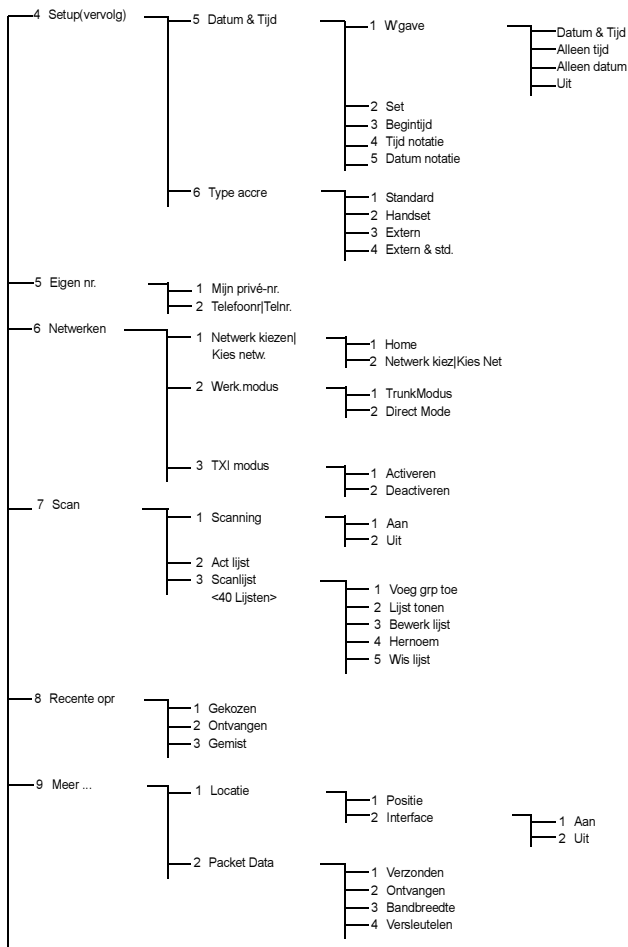 4 Setup(vervolg)
5 Datum & Tijd
1 W'gave
Datum & Tijd
Alleen tijd
Alleen datum
Uit
2 Set
3 Begintijd
4 Tijd notatie
5 Datum notatie
6 Type accre
1 Standard
2 Handset
3 Extern
4 Extern & std.
5 Eigen nr.
1 Mijn privé-nr.
2 Telefoonr|Telnr.
6 Netwerken
1 Netwerk kiezen|
Kies netw.
1 Home
2 Netwerk kiez|Kies Net
2 Werk.modus
1 TrunkModus
2 Direct Mode
3 TXI modus
1 Activeren
2 Deactiveren
7 Scan
1 Scanning
1 Aan
2 Uit
2 Act lijst
3 Scanlijst
<40 Lijsten>
1 Voeg grp toe
2 Lijst tonen
3 Bewerk lijst
4 Hernoem
5 Wis lijst
8 Recente opr
1 Gekozen
2 Ontvangen
3 Gemist
9 Meer ...
1 Locatie
1 Positie
2 Interface
1 Aan
2 Uit
2 Packet Data
1 Verzonden
2 Ontvangen
3 Bandbreedte
4 Versleutelen